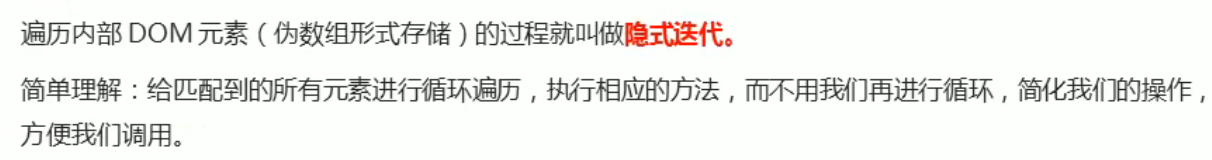 遍历内部 DOM 元素（伪数组形式存储）的过程就叫做隐式迭代。
简单理解：给匹配到的所有元素进行循环遍历，执行相应的方法，而不用我们再进行循环，简化我们的操作，
方便我们调用。